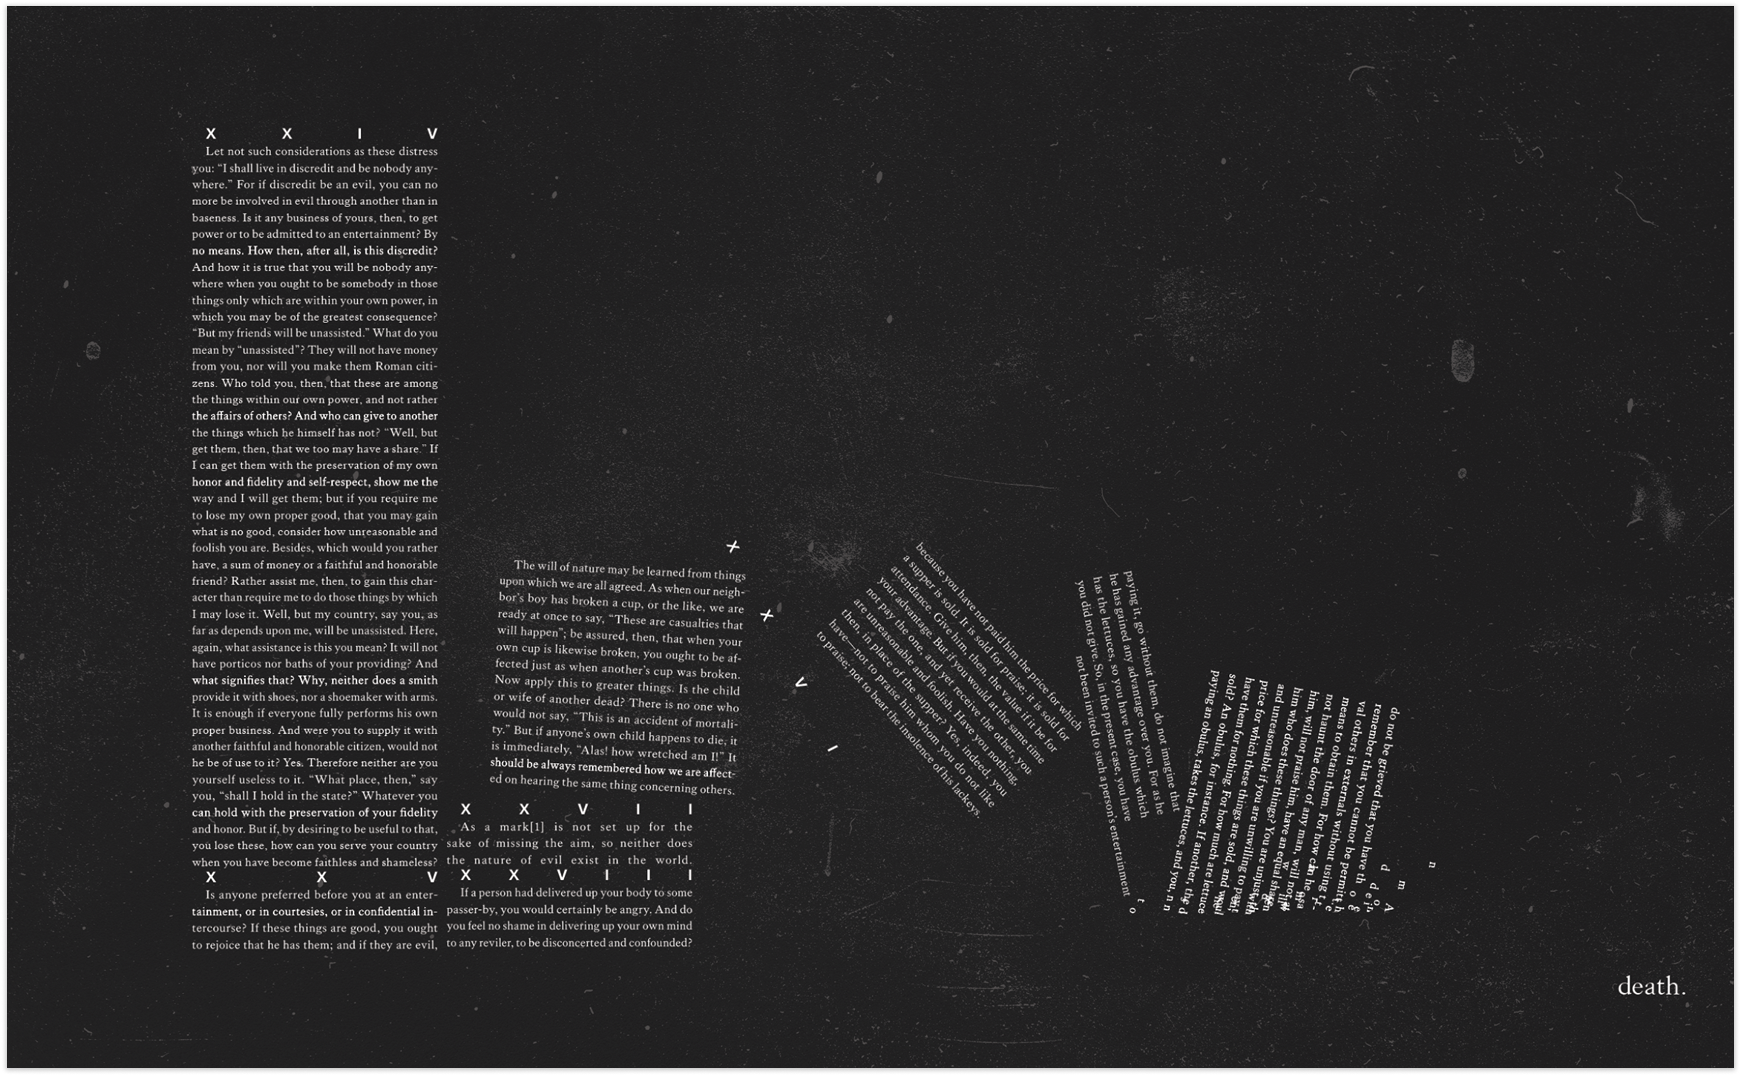 X X I V
Let not such considerations as these distress
you: “I shall live in discredit and be nobody any-
where.” For if discredit be an evil, you can no
more be involved in evil through another than in
baseness. Is it any business of yours, then, to get
power or to be admitted to an entertainment? By
no means. How then, after all, is this discredit?
And how it is true that you will be nobody any-
where when you ought to be somebody in those
things only which are within your own power, in
which you may be of the greatest consequence?
“But my friends will be unassisted.” What do you
mean by “unassisted”? They will not have money
from you, nor will you make them Roman citi-
zens. Who told you, then, that these are among
the things within our own power, and not rather
the affairs of others? And who can give to another
the things which he himself has not? “Well, but
get them, then, that we too may have a share.” If
I can get them with the preservation of my own
honor and fidelity and self-respect, show me the
way and I will get them; but if you require me
to lose my own proper good, that you may gain
what is no good, consider how unreasonable and
foolish you are. Besides, which would you rather
have, a sum of money or a faithful and honorable
friend? Rather assist me, then, to gain this char-
acter than require me to do those things by which
I may lose it. Well, but my country, say you, as
far as depends upon me, will be unassisted. Here,
again, what assistance is this you mean? It will not
have porticos nor baths of your providing? And
what signifies that? Why, neither does a smith
provide it with shoes, nor a shoemaker with arms.
It is enough if everyone fully performs his own
proper business. And were you to supply it with
another faithful and honorable citizen, would not
he be of use to it? Yes. Therefore neither are you
yourself useless to it. “What place, then,” say
you, “shall I hold in the state?” Whatever you
can hold with the preservation of your fidelity
and honor. But if, by desiring to be useful to that,
you lose these, how can you serve your country
when you have become faithless and shameless?
X X V
Is anyone preferred before you at an enter-
tainment, or in courtesies, or in confidential in-
tercourse? If these things are good, you ought
to rejoice that he has them; and if they are evil,
do not be grieved that you have
remember that you cannot be
val others in externals without using
means to obtain them. For how can he
not haunt the door of any man, will not
him, will not praise him, have an equal
him who does these things? You are unjust
and unreasonable if you are unwilling to pay
price for which these things are sold, and
have them for nothing. For how much are lettuce
sold? An obulus, for instance. If another,
paying an obulus, takes the lettuces, and you, n
paying it, go without them, do not imagine that
he has gained any advantage over you. For as he
has the lettuces, so you have the obulus which
you did not give. So, in the present case, you have
not been invited to such a person's entertainment
because you have not paid him the price for which
a supper is sold. It is sold for praise; it is sold for
attendance. Give him, then, the value if it be for
your advantage. But if you would at the same time
not pay the one, and yet receive the other, you
are unreasonable and foolish. Have you nothing,
then, in place of the supper? Yes, indeed, you
have—not to praise him whom you do not like
to praise; not to bear the insolence of his lackeys.
X X V I
The will of nature may be learned from things
upon which we are all agreed. As when our neigh-
bor's boy has broken a cup, or the like, we are
ready at once to say, “These are casualties that
will happen”; be assured, then, that when your
own cup is likewise broken, you ought to be af-
fected just as when another's cup was broken.
Now apply this to greater things. Is the child
or wife of another dead? There is no one who
would not say, “This is an accident of mortali-
ty.” But if anyone's own child happens to die, it
is immediately, “Alas! how wretched am I!” It
should be always remembered how we are affect-
ed on hearing the same thing concerning others.
X X V I I
As a mark[1] is not set up for the
sake of missing the aim, so neither does
the nature of evil exist in the world.
X X V I I I
If a person had delivered up your body to some
passer-by, you would certainly be angry. And do
you feel no shame in delivering up your own mind
to any reviler, to be disconcerted and confounded?
death.